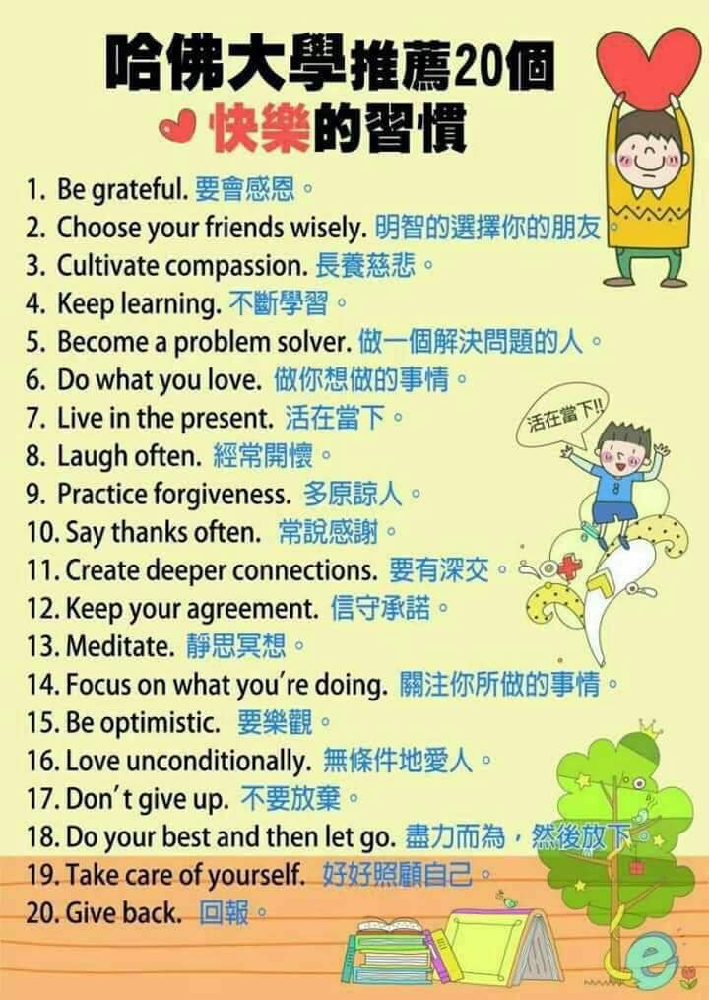 哈佛大學推薦20個
快樂的習慣
1. Be grateful. 要會感恩。
2. Choose your friends wisely. 明智的選擇你的朋友。
3. Cultivate compassion. 長養慈悲。
4. Keep learning. 不斷學習。
5. Become a problem solver. 做一個解決問題的人。
6. Do what you love. 做你想做的事情。
7. Live in the present. 活在當下。
活在當下!!
8. Laugh often. 經常開懷。
9. Practice forgiveness. 多原諒人。
10. Say thanks often. 常說感謝。
11. Create deeper connections. 要有深交。
12. Keep your agreement. 信守承諾。
13. Meditate. 靜思冥想。
14. Focus on what you're doing. 關注你所做的事情。
15. Be optimistic. 要樂觀。
16. Love unconditionally. 無條件地愛人。
17. Don't give up. 不要放棄。
18. Do your best and then let go. 盡力而為，然後放下。
19. Take care of yourself. 好好照顧自己。
20. Give back. 回報。
e